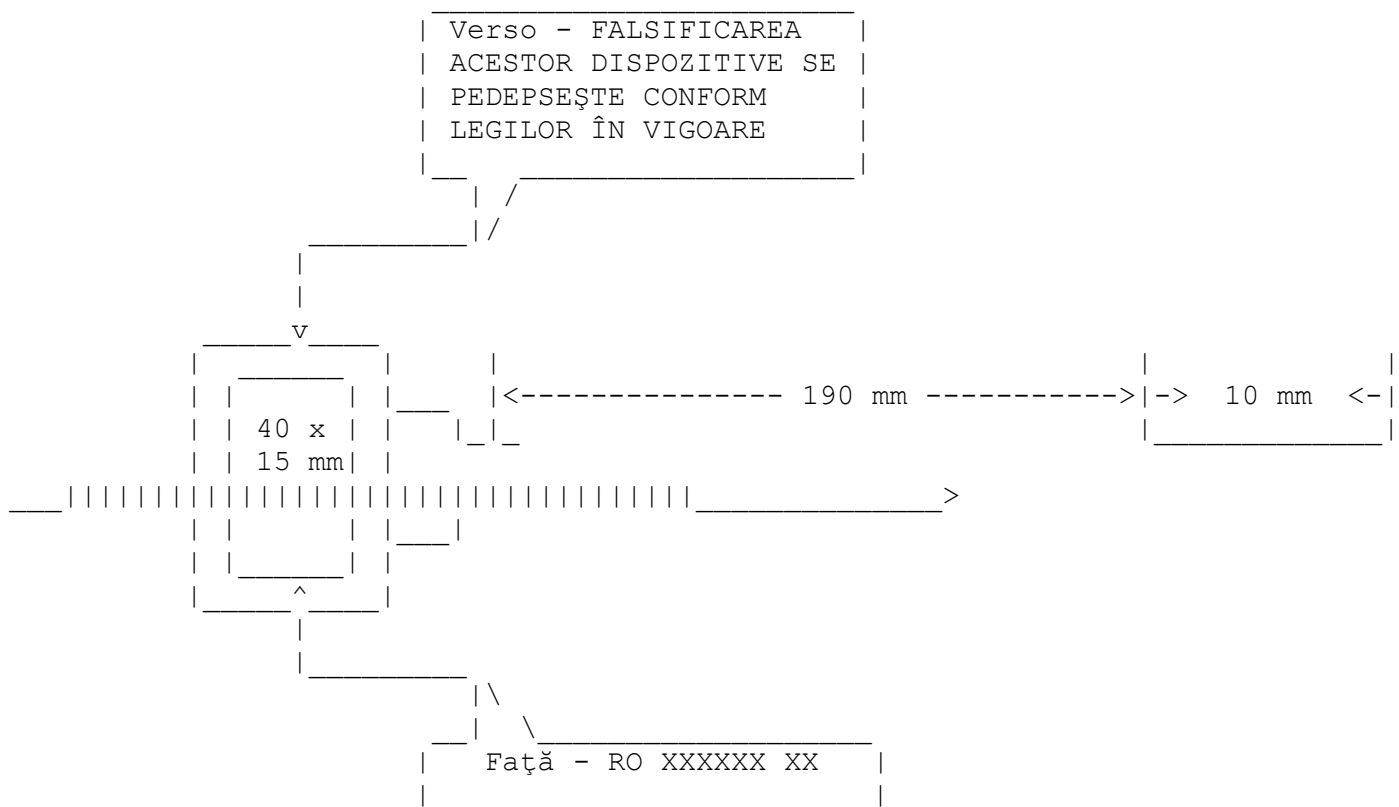 Verso - FALSIFICAREA
ACESTOR DISPOZITIVE SE
PEDEPSEŞTE CONFORM
LEGILOR ÎN VIGOARE
190 mm
10 mm
40 x
15 mm
Faţă - RO XXXXXX XX